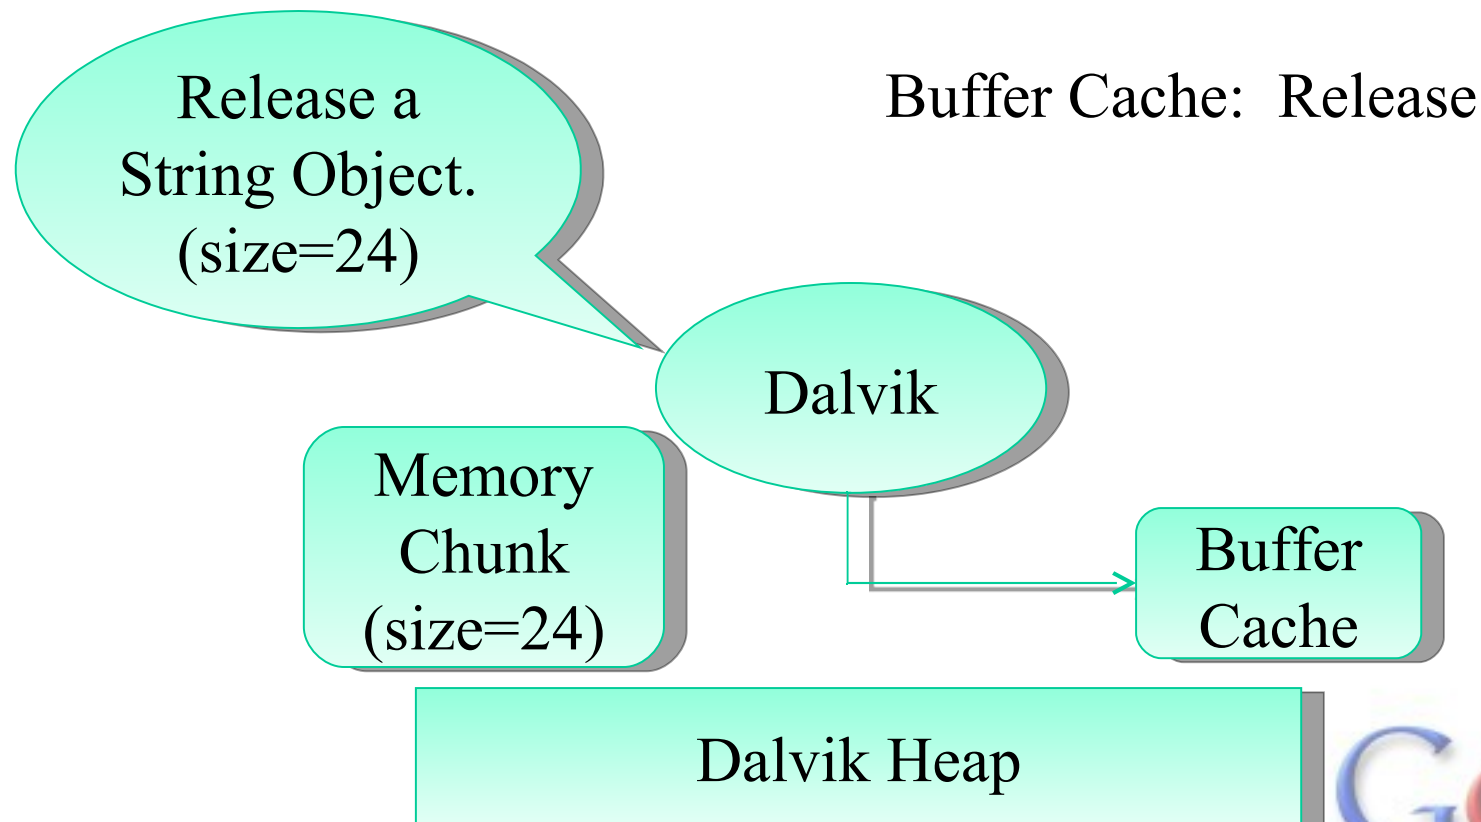 Release a
String Object.
(size=24)
Buffer Cache:  Release
Dalvik
Memory
Chunk
(size=24)
Buffer
Cache
Dalvik Heap